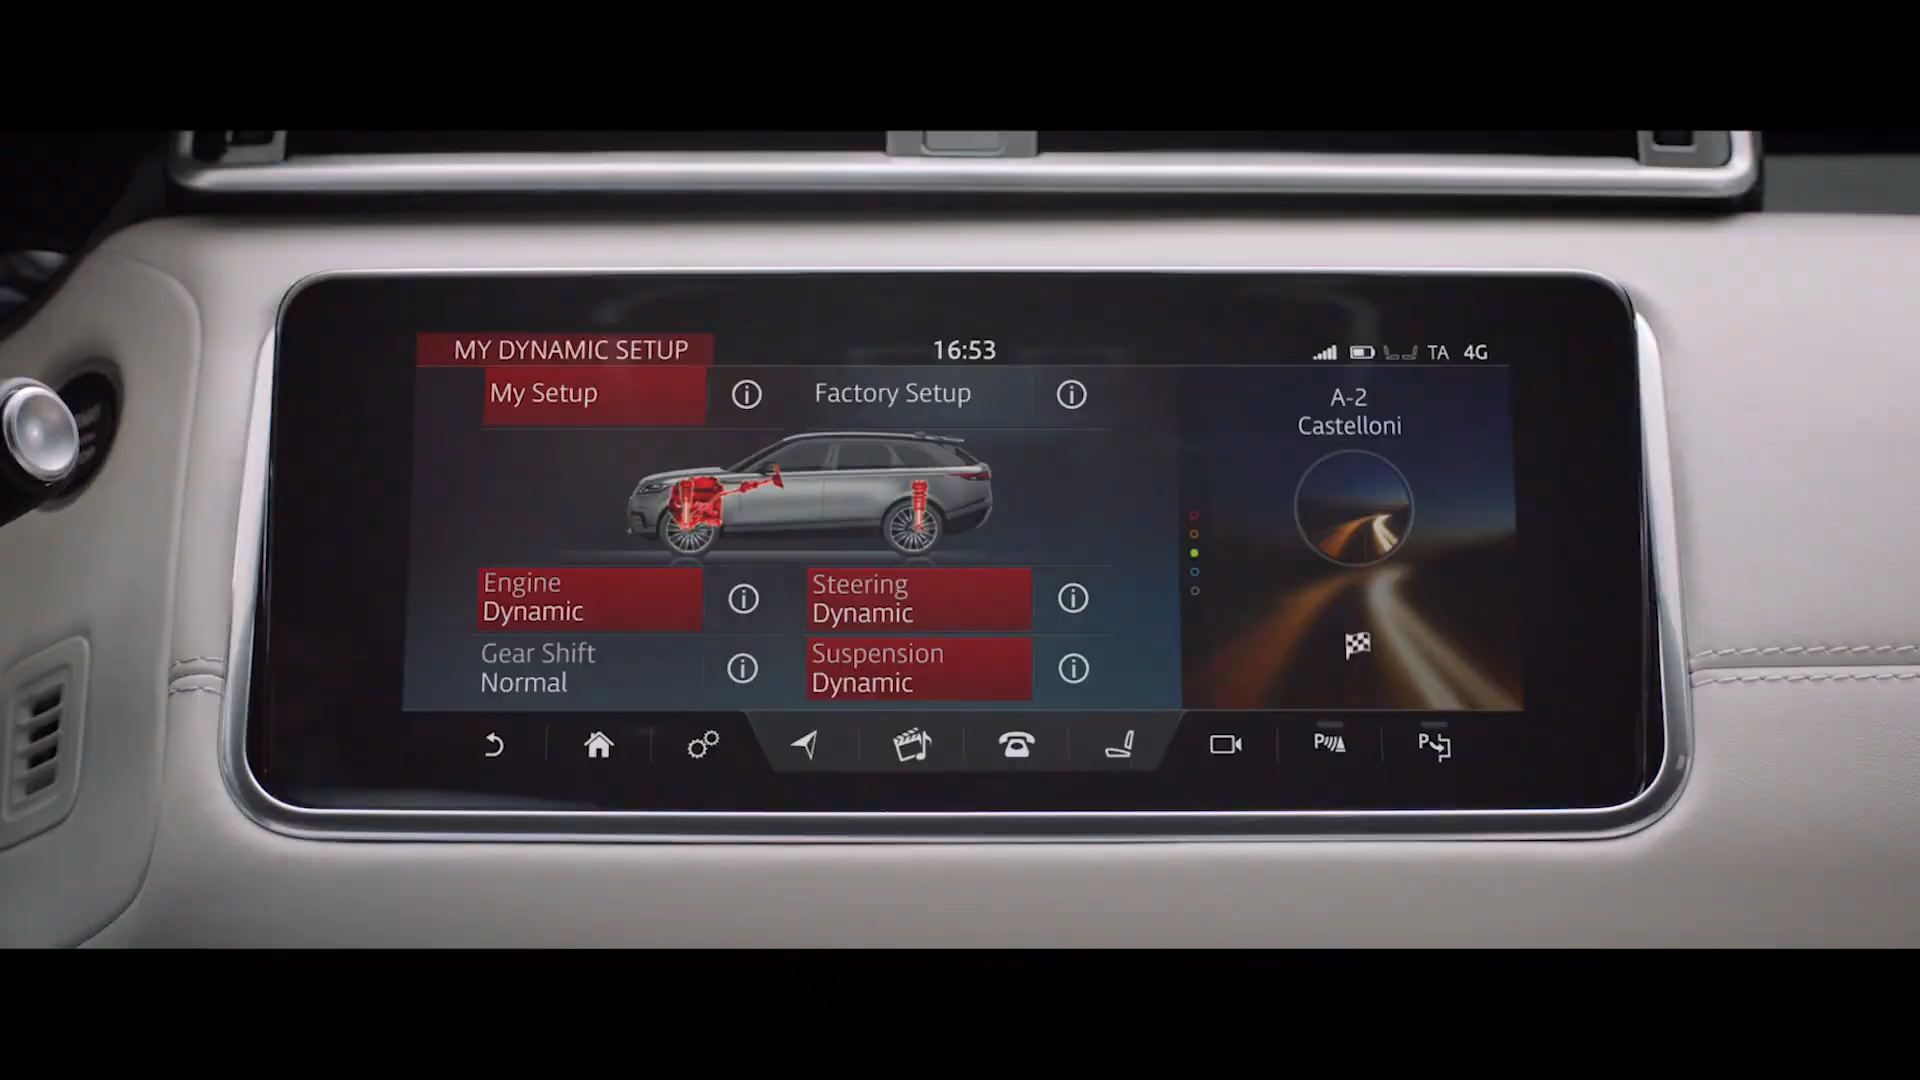 MY DYNAMIC SETUP
16:53
TA 4G
My Setup
Factory Setup
A-2
Castelloni
Engine
Dynamic
Steering
Dynamic
Gear Shift
Normal
Suspension
Dynamic
P
P